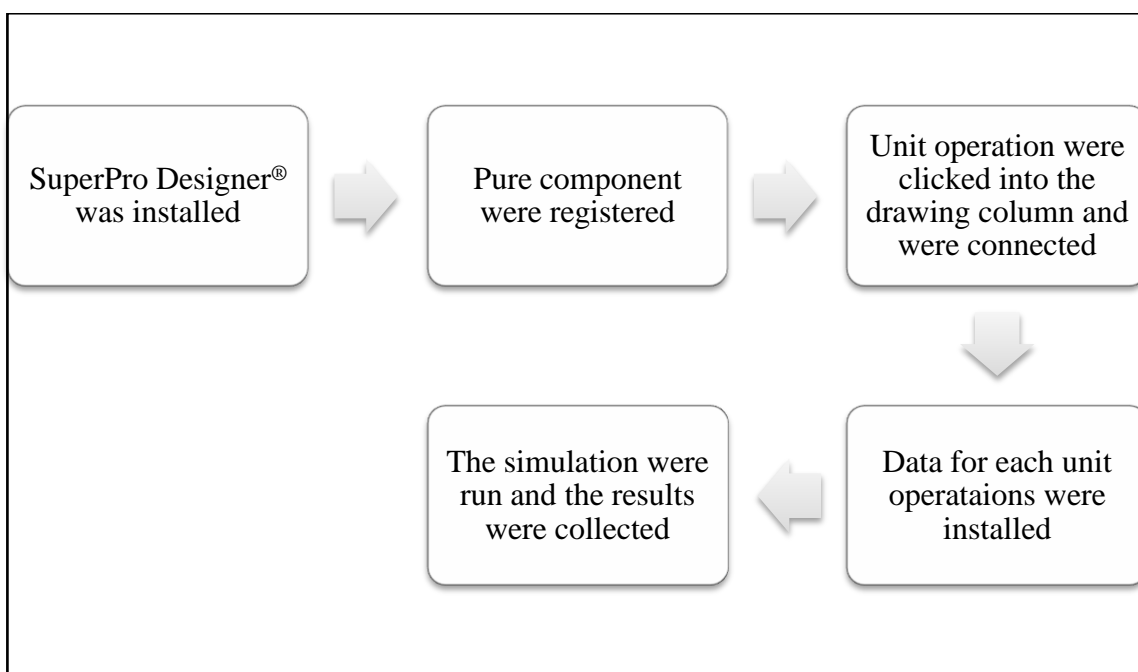 SuperPro Designer®
was installed
Pure component
were registered
Unit operation were
clicked into the
drawing column and
were connected
Data for each unit
operataions were
installed
The simulation were
run and the results
were collected